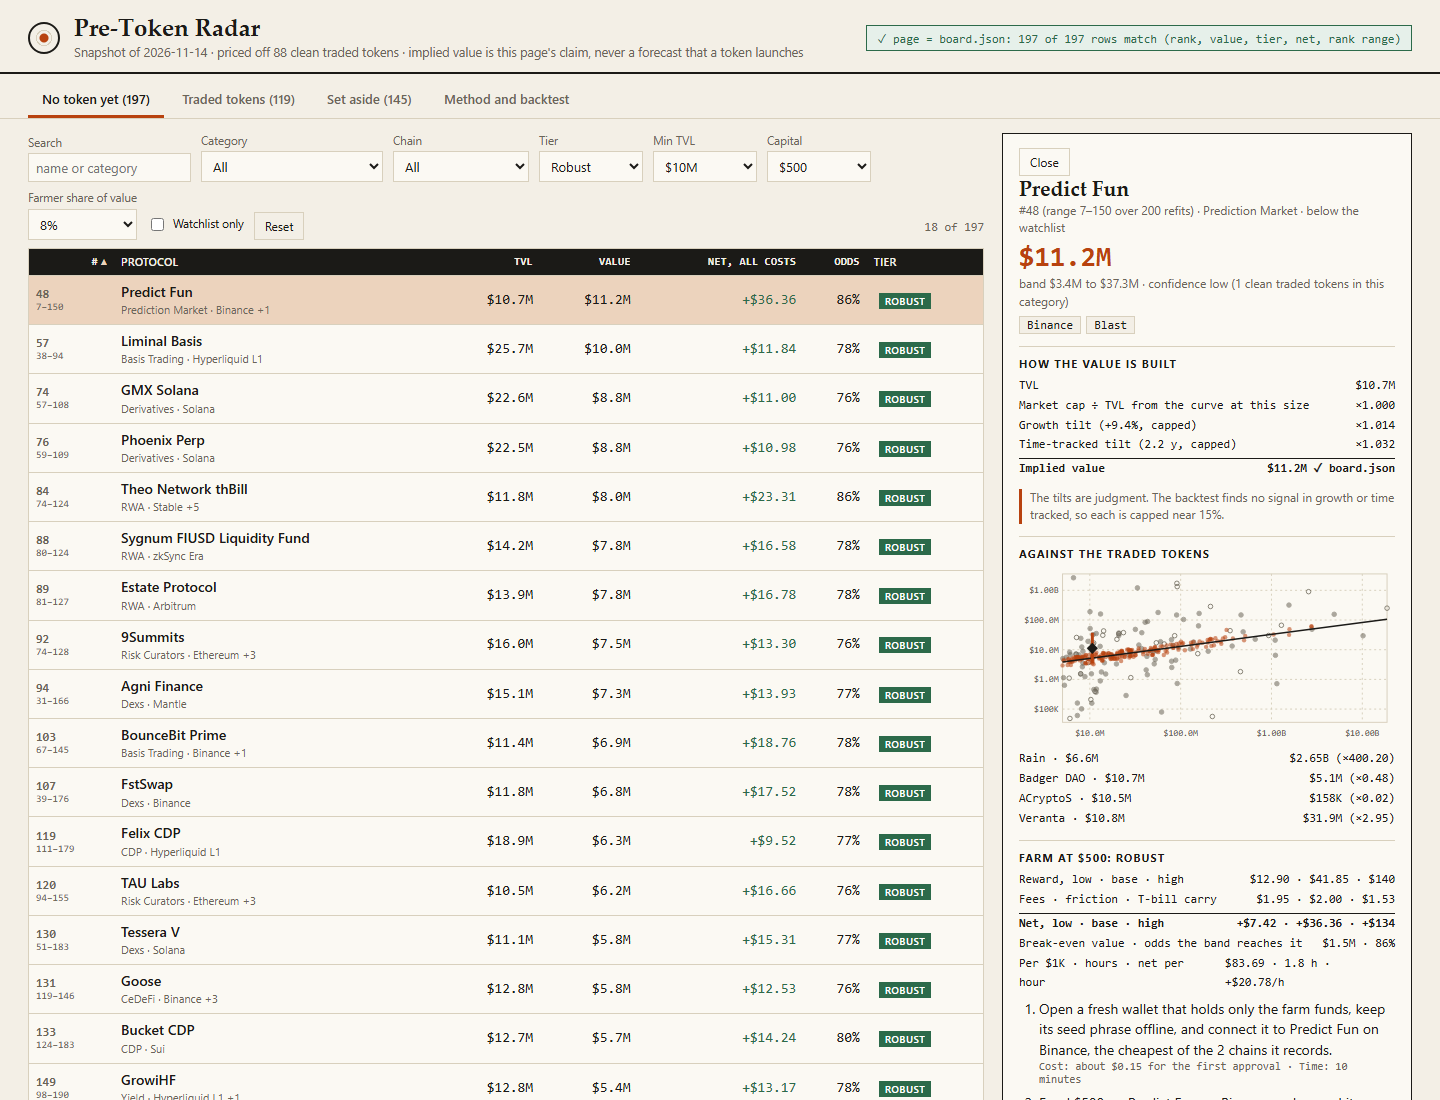 Pre-Token Radar
Snapshot of 2026-11-14 · priced off 88 clean traded tokens · implied value is this page's claim, never a forecast that a token launches
✓ page = board.json: 197 of 197 rows match (rank, value, tier, net, rank range)
No token yet (197) Traded tokens (119) Set aside (145) Method and backtest
Search Category Chain Tier Min TVL Capital
name or category All All Robust $10M $500
Farmer share of value
8% Watchlist only Reset 18 of 197
# ▲ PROTOCOL TVL VALUE NET, ALL COSTS ODDS TIER
48 Predict Fun $10.7M $11.2M +$36.36 86% ROBUST
7–150 Prediction Market · Binance +1
57 Liminal Basis $25.7M $10.0M +$11.84 78% ROBUST
38–94 Basis Trading · Hyperliquid L1
74 GMX Solana $22.6M $8.8M +$11.00 76% ROBUST
57–108 Derivatives · Solana
76 Phoenix Perp $22.5M $8.8M +$10.98 76% ROBUST
59–109 Derivatives · Solana
84 Theo Network thBill $11.8M $8.0M +$23.31 86% ROBUST
74–124 RWA · Stable +5
88 Sygnum FIUSD Liquidity Fund $14.2M $7.8M +$16.58 78% ROBUST
80–124 RWA · zkSync Era
89 Estate Protocol $13.9M $7.8M +$16.78 78% ROBUST
81–127 RWA · Arbitrum
92 9Summits $16.0M $7.5M +$13.30 76% ROBUST
74–128 Risk Curators · Ethereum +3
94 Agni Finance $15.1M $7.3M +$13.93 77% ROBUST
31–166 Dexs · Mantle
103 BounceBit Prime $11.4M $6.9M +$18.76 78% ROBUST
67–145 Basis Trading · Binance +1
107 FstSwap $11.8M $6.8M +$17.52 78% ROBUST
39–176 Dexs · Binance
119 Felix CDP $18.9M $6.3M +$9.52 77% ROBUST
111–179 CDP · Hyperliquid L1
120 TAU Labs $10.5M $6.2M +$16.66 76% ROBUST
94–155 Risk Curators · Ethereum +3
130 Tessera V $11.1M $5.8M +$15.31 77% ROBUST
51–183 Dexs · Solana
131 Goose $12.8M $5.8M +$12.53 76% ROBUST
119–146 CeDeFi · Binance +3
133 Bucket CDP $12.7M $5.7M +$14.24 80% ROBUST
124–183 CDP · Sui
149 GrowiHF $12.8M $5.4M +$13.17 78% ROBUST
98–190 Yield · Hyperliquid L1 +1
Close
Predict Fun
#48 (range 7–150 over 200 refits) · Prediction Market · below the
watchlist
$11.2M
band $3.4M to $37.3M · confidence low (1 clean traded tokens in this
category)
Binance Blast
HOW THE VALUE IS BUILT
TVL $10.7M
Market cap ÷ TVL from the curve at this size ×1.000
Growth tilt (+9.4%, capped) ×1.014
Time-tracked tilt (2.2 y, capped) ×1.032
Implied value $11.2M ✓ board.json
The tilts are judgment. The backtest finds no signal in growth or time
tracked, so each is capped near 15%.
AGAINST THE TRADED TOKENS
$1.00B
$100.0M
$10.0M
$1.0M
$100K
$10.0M $100.0M $1.00B $10.00B
Rain · $6.6M $2.65B (×400.20)
Badger DAO · $10.7M $5.1M (×0.48)
ACryptoS · $10.5M $158K (×0.02)
Veranta · $10.8M $31.9M (×2.95)
FARM AT $500: ROBUST
Reward, low · base · high $12.90 · $41.85 · $140
Fees · friction · T-bill carry $1.95 · $2.00 · $1.53
Net, low · base · high +$7.42 · +$36.36 · +$134
Break-even value · odds the band reaches it $1.5M · 86%
Per $1K · hours · net per $83.69 · 1.8 h ·
hour +$20.78/h
1. Open a fresh wallet that holds only the farm funds, keep
its seed phrase offline, and connect it to Predict Fun on
Binance, the cheapest of the 2 chains it records.
Cost: about $0.15 for the first approval · Time: 10
minutes